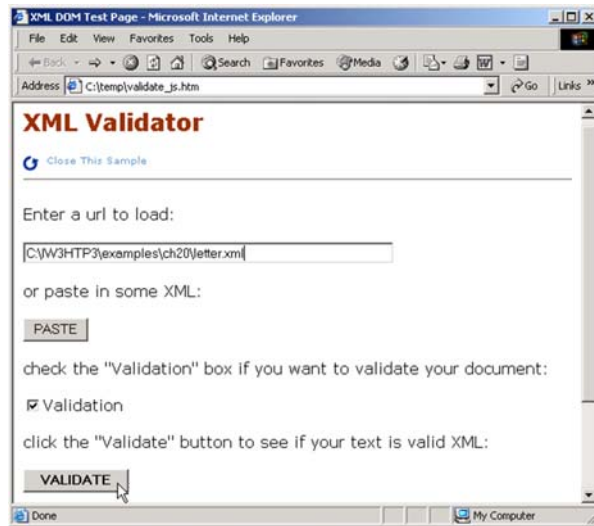 XML DOM Test Page - Microsoft Internet Explorer
File Edit View Favorites Tools Help
Back Search Favorites Media
Address C:\temp\validate_js.htm Go Links »
XML Validator
Close This Sample
Enter a url to load:
C:\IW3HTP3\examples\ch20\letter.xml
or paste in some XML:
PASTE
check the "Validation" box if you want to validate your document:
Validation
click the "Validate" button to see if your text is valid XML:
VALIDATE
Done My Computer